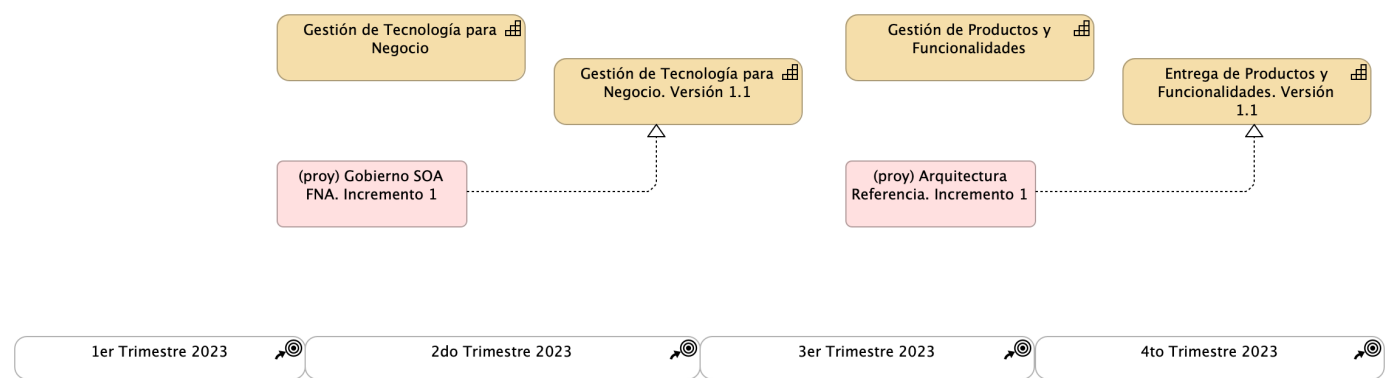 Gestión de Tecnología para
Negocio
Gestión de Tecnología para
Negocio. Versión 1.1
Gestión de Productos y
Funcionalidades
Entrega de Productos y
Funcionalidades. Versión
1.1
(proy) Gobierno SOA
FNA. Incremento 1
(proy) Arquitectura
Referencia. Incremento 1
1er Trimestre 2023
2do Trimestre 2023
3er Trimestre 2023
4to Trimestre 2023